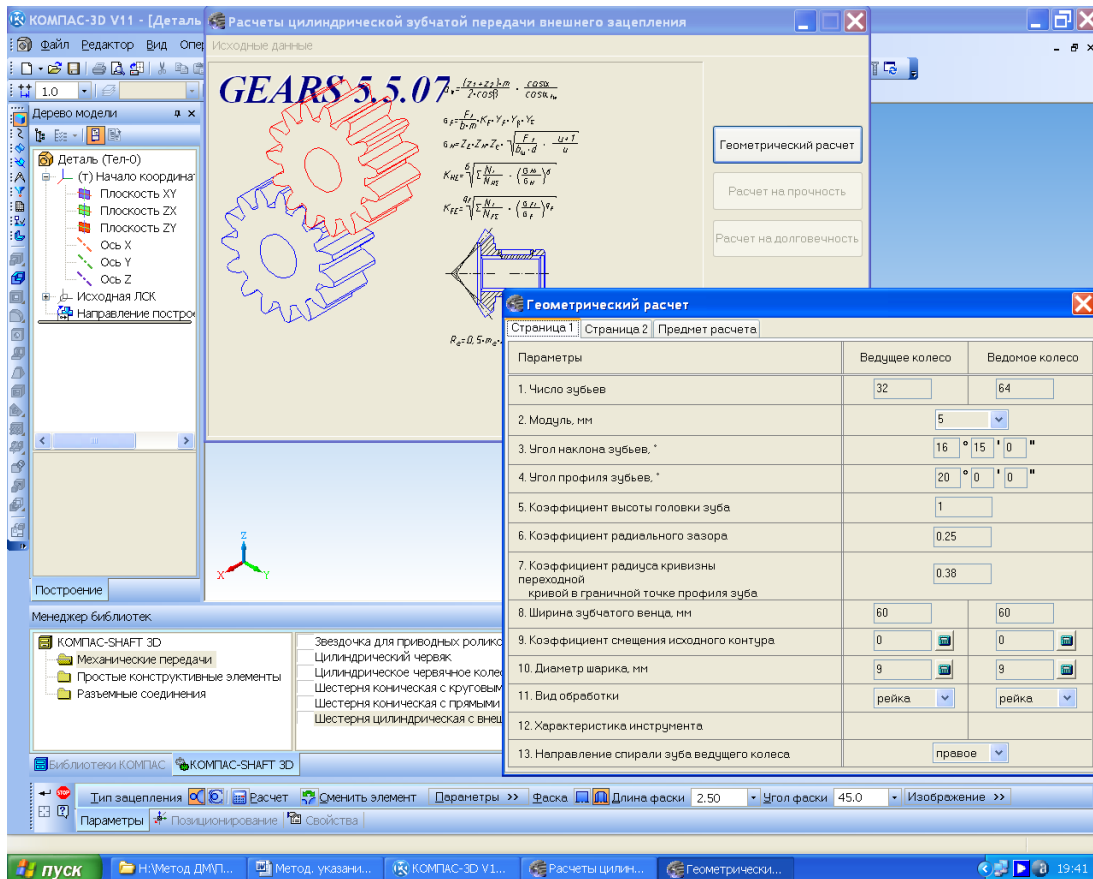 КОМПАС-3D V11 - [Деталь
Файл Редактор Вид Опер
1.0
Дерево модели
Деталь (Тел-0)
(т) Начало координат
Плоскость XY
Плоскость ZX
Плоскость ZY
Ось X
Ось Y
Ось Z
Исходная ЛСК
Направление построе
Построение
Расчеты цилиндрической зубчатой передачи внешнего зацепления
Исходные данные
GEARS 5.5.07
Геометрический расчет
Расчет на прочность
Расчет на долговечность
Z
X
Y
Геометрический расчет
Страница 1 Страница 2 Предмет расчета
Параметры Ведущее колесо Ведомое колесо
1. Число зубьев 32 64
2. Модуль, мм 5
3. Угол наклона зубьев, ° 16 ° 15 ' 0 "
4. Угол профиля зубьев, ° 20 ° 0 ' 0 "
5. Коэффициент высоты головки зуба 1
6. Коэффициент радиального зазора 0.25
7. Коэффициент радиуса кривизны
переходной 0.38
кривой в граничной точке профиля зуба
8. Ширина зубчатого венца, мм 60 60
9. Коэффициент смещения исходного контура 0 0
10. Диаметр шарика, мм 9 9
11. Вид обработки рейка рейка
12. Характеристика инструмента
13. Направление спирали зуба ведущего колеса правое
Менеджер библиотек
КОМПАС-SHAFT 3D
Механические передачи
Простые конструктивные элементы
Разъемные соединения
Звездочка для приводных ролико
Цилиндрический червяк
Цилиндрическое червячное коле
Шестерня коническая с круговым
Шестерня коническая с прямыми
Шестерня цилиндрическая с внеш
Библиотеки КОМПАС КОМПАС-SHAFT 3D
Тип зацепления Расчет Сменить элемент Параметры >> Фаска Длина фаски 2.50 Угол фаски 45.0 Изображение >>
Параметры Позиционирование Свойства
пуск H:\Метод ДМ\П... Метод. указани... КОМПАС-3D V1... Расчеты цилин... Геометрически... 19:41